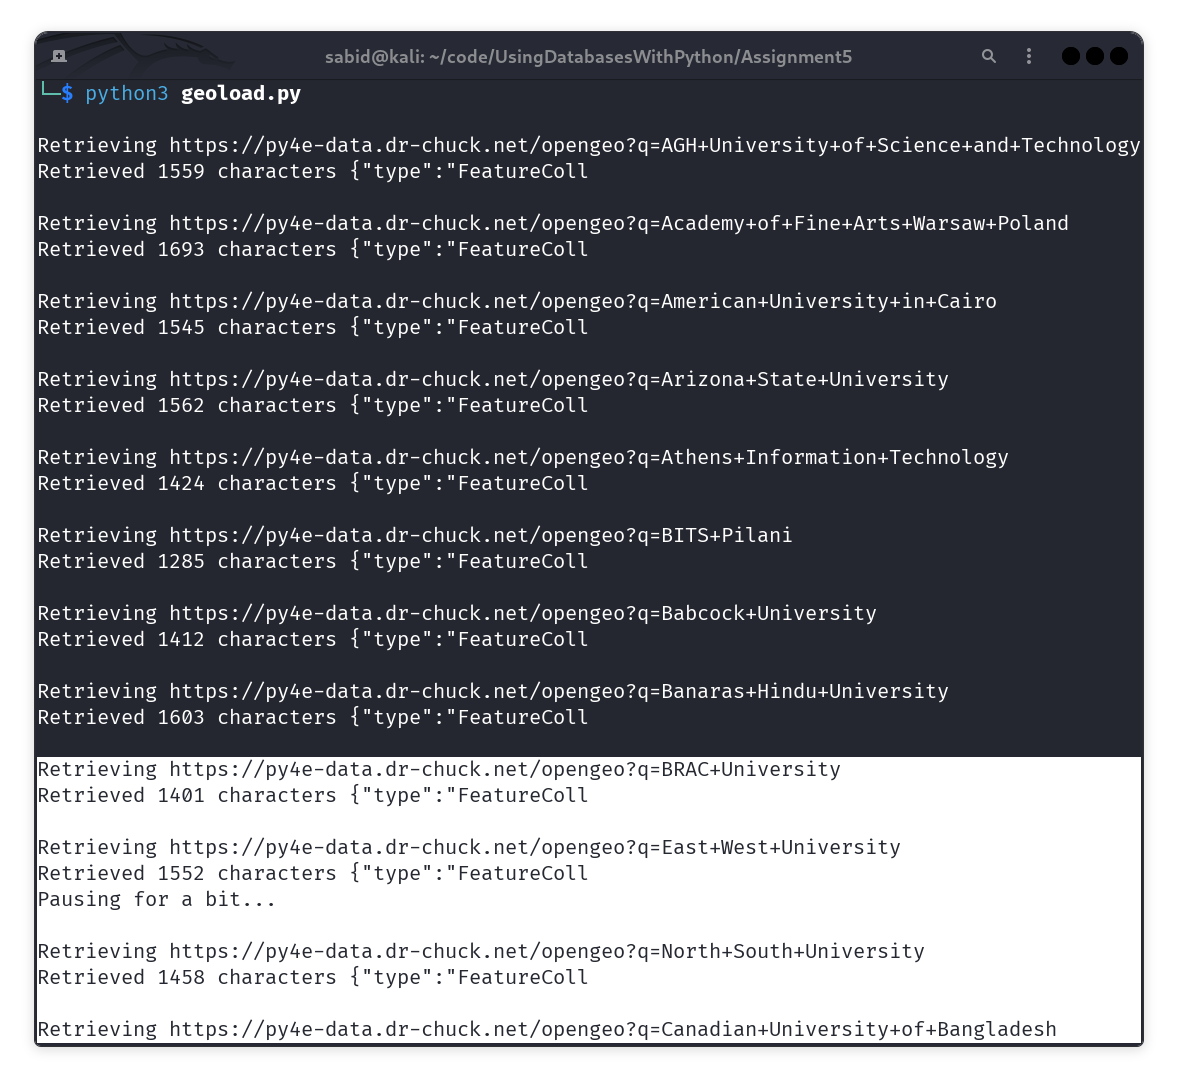 sabid@kali: ~/code/UsingDatabasesWithPython/Assignment5
└─$ python3 geoload.py
Retrieving https://py4e-data.dr-chuck.net/opengeo?q=AGH+University+of+Science+and+Technology
Retrieved 1559 characters {"type":"FeatureColl
Retrieving https://py4e-data.dr-chuck.net/opengeo?q=Academy+of+Fine+Arts+Warsaw+Poland
Retrieved 1693 characters {"type":"FeatureColl
Retrieving https://py4e-data.dr-chuck.net/opengeo?q=American+University+in+Cairo
Retrieved 1545 characters {"type":"FeatureColl
Retrieving https://py4e-data.dr-chuck.net/opengeo?q=Arizona+State+University
Retrieved 1562 characters {"type":"FeatureColl
Retrieving https://py4e-data.dr-chuck.net/opengeo?q=Athens+Information+Technology
Retrieved 1424 characters {"type":"FeatureColl
Retrieving https://py4e-data.dr-chuck.net/opengeo?q=BITS+Pilani
Retrieved 1285 characters {"type":"FeatureColl
Retrieving https://py4e-data.dr-chuck.net/opengeo?q=Babcock+University
Retrieved 1412 characters {"type":"FeatureColl
Retrieving https://py4e-data.dr-chuck.net/opengeo?q=Banaras+Hindu+University
Retrieved 1603 characters {"type":"FeatureColl
Retrieving https://py4e-data.dr-chuck.net/opengeo?q=BRAC+University
Retrieved 1401 characters {"type":"FeatureColl
Retrieving https://py4e-data.dr-chuck.net/opengeo?q=East+West+University
Retrieved 1552 characters {"type":"FeatureColl
Pausing for a bit...
Retrieving https://py4e-data.dr-chuck.net/opengeo?q=North+South+University
Retrieved 1458 characters {"type":"FeatureColl
Retrieving https://py4e-data.dr-chuck.net/opengeo?q=Canadian+University+of+Bangladesh